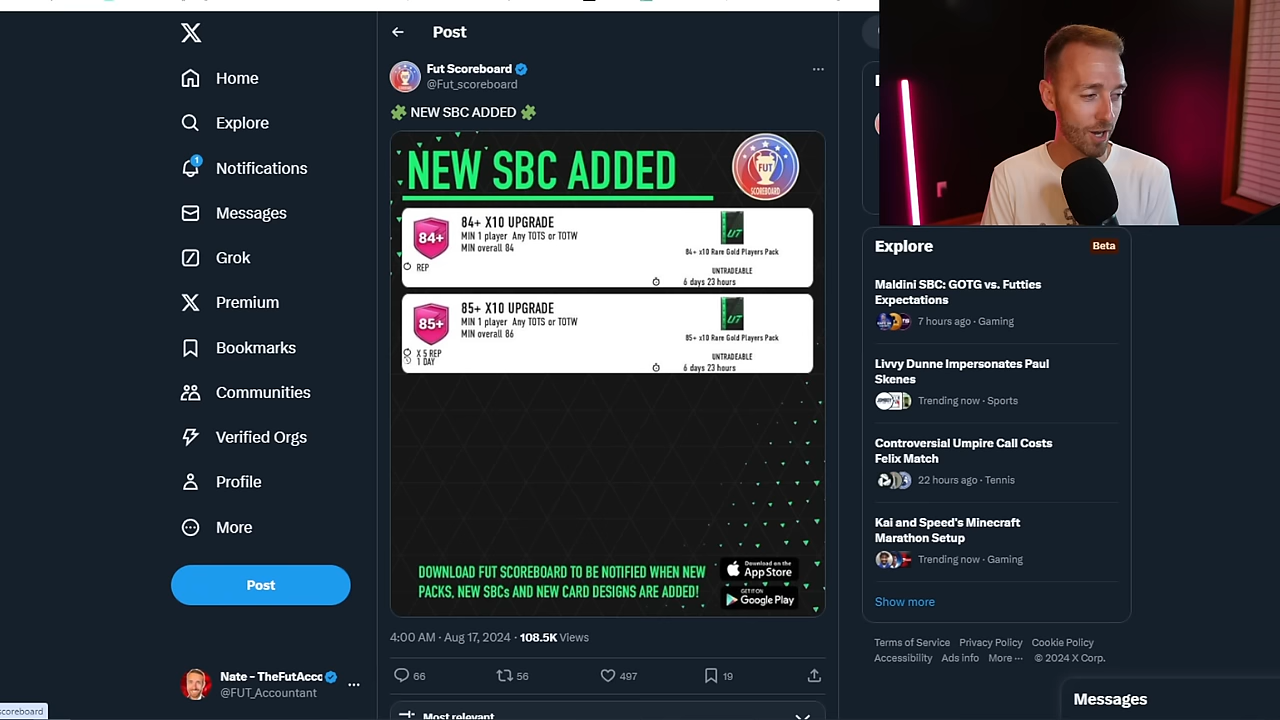 Home
Explore
1
Notifications
Messages
Grok
Premium
Bookmarks
Communities
Verified Orgs
Profile
More
Post
Nate - TheFutAcc
@FUT_Accountant
scoreboard
Post
Fut Scoreboard
@Fut_scoreboard
NEW SBC ADDED
NEW SBC ADDED
FUT
SCOREBOARD
84+
84+ X10 UPGRADE
MIN 1 player Any TOTS or TOTW
MIN overall 84
REP
UT
84+ x10 Rare Gold Players Pack
UNTRADEABLE
6 days 23 hours
85+
85+ X10 UPGRADE
MIN 1 player Any TOTS or TOTW
MIN overall 86
X 5 REP
1 DAY
UT
85+ x10 Rare Gold Players Pack
UNTRADEABLE
6 days 23 hours
DOWNLOAD FUT SCOREBOARD TO BE NOTIFIED WHEN NEW
PACKS, NEW SBCs AND NEW CARD DESIGNS ARE ADDED!
Download on the
App Store
GET IT ON
Google Play
4:00 AM · Aug 17, 2024 · 108.5K Views
66
56
497
19
Most relevant
Explore
Beta
Maldini SBC: GOTG vs. Futties
Expectations
7 hours ago · Gaming
Livvy Dunne Impersonates Paul
Skenes
Trending now · Sports
Controversial Umpire Call Costs
Felix Match
22 hours ago · Tennis
Kai and Speed's Minecraft
Marathon Setup
Trending now · Gaming
Show more
Terms of Service Privacy Policy Cookie Policy
Accessibility Ads info More ··· © 2024 X Corp.
Messages